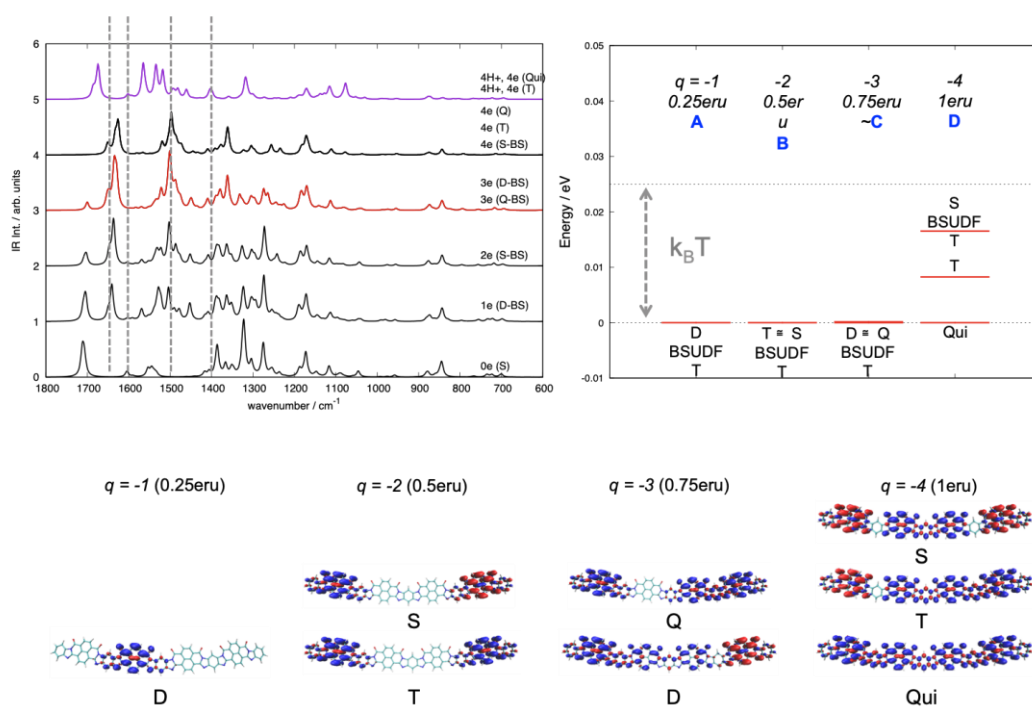 6
5
4
3
2
1
0
IR Int. / arb. units
4H+, 4e (Qui)
4H+, 4e (T)
4e (Q)
4e (T)
4e (S-BS)
3e (D-BS)
3e (Q-BS)
2e (S-BS)
1e (D-BS)
0e (S)
1800 1700 1600 1500 1400 1300 1200 1100 1000 900 800 700 600
wavenumber / cm⁻¹
0.05
0.04
0.03
0.02
0.01
0
-0.01
Energy / eV
q = -1 -2 -3 -4
0.25eru 0.5er 0.75eru 1eru
A u ~C D
B
k_BT
S
BSUDF
T
T
D T ≅ S D ≅ Q Qui
BSUDF BSUDF BSUDF
T T T
q = -1 (0.25eru) q = -2 (0.5eru) q = -3 (0.75eru) q = -4 (1eru)
S
S Q T
D T D Qui